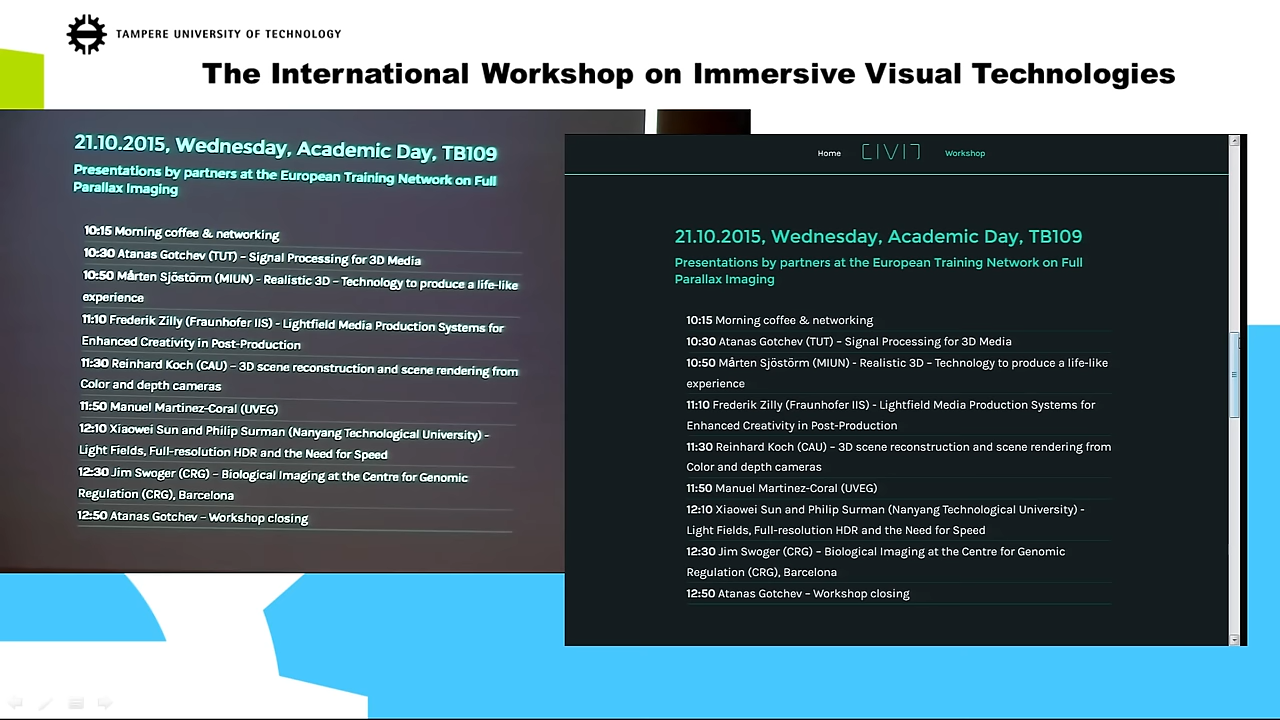 TAMPERE UNIVERSITY OF TECHNOLOGY
The International Workshop on Immersive Visual Technologies
21.10.2015, Wednesday, Academic Day, TB109
Presentations by partners at the European Training Network on Full
Parallax Imaging
10:15 Morning coffee & networking
10:30 Atanas Gotchev (TUT) – Signal Processing for 3D Media
10:50 Mårten Sjöstörm (MIUN) - Realistic 3D – Technology to produce a life-like
experience
11:10 Frederik Zilly (Fraunhofer IIS) - Lightfield Media Production Systems for
Enhanced Creativity in Post-Production
11:30 Reinhard Koch (CAU) – 3D scene reconstruction and scene rendering from
Color and depth cameras
11:50 Manuel Martinez-Coral (UVEG)
12:10 Xiaowei Sun and Philip Surman (Nanyang Technological University) -
Light Fields, Full-resolution HDR and the Need for Speed
12:30 Jim Swoger (CRG) – Biological Imaging at the Centre for Genomic
Regulation (CRG), Barcelona
12:50 Atanas Gotchev – Workshop closing
Home CIVIT Workshop
21.10.2015, Wednesday, Academic Day, TB109
Presentations by partners at the European Training Network on Full
Parallax Imaging
10:15 Morning coffee & networking
10:30 Atanas Gotchev (TUT) – Signal Processing for 3D Media
10:50 Mårten Sjöstörm (MIUN) - Realistic 3D – Technology to produce a life-like
experience
11:10 Frederik Zilly (Fraunhofer IIS) - Lightfield Media Production Systems for
Enhanced Creativity in Post-Production
11:30 Reinhard Koch (CAU) – 3D scene reconstruction and scene rendering from
Color and depth cameras
11:50 Manuel Martinez-Coral (UVEG)
12:10 Xiaowei Sun and Philip Surman (Nanyang Technological University) -
Light Fields, Full-resolution HDR and the Need for Speed
12:30 Jim Swoger (CRG) – Biological Imaging at the Centre for Genomic
Regulation (CRG), Barcelona
12:50 Atanas Gotchev – Workshop closing